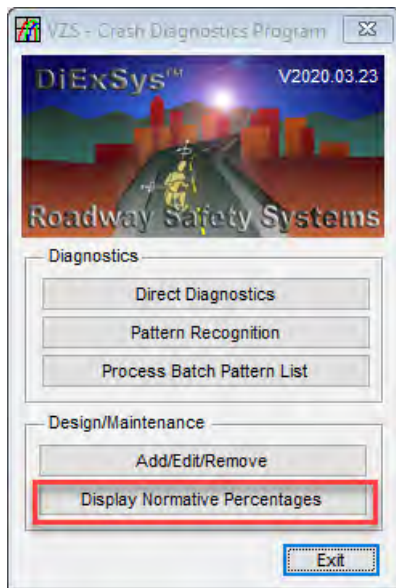 VZS - Crash Diagnostics Program
DiExSys™ V2020.03.23
Roadway Safety Systems
Diagnostics
Direct Diagnostics
Pattern Recognition
Process Batch Pattern List
Design/Maintenance
Add/Edit/Remove
Display Normative Percentages
Exit